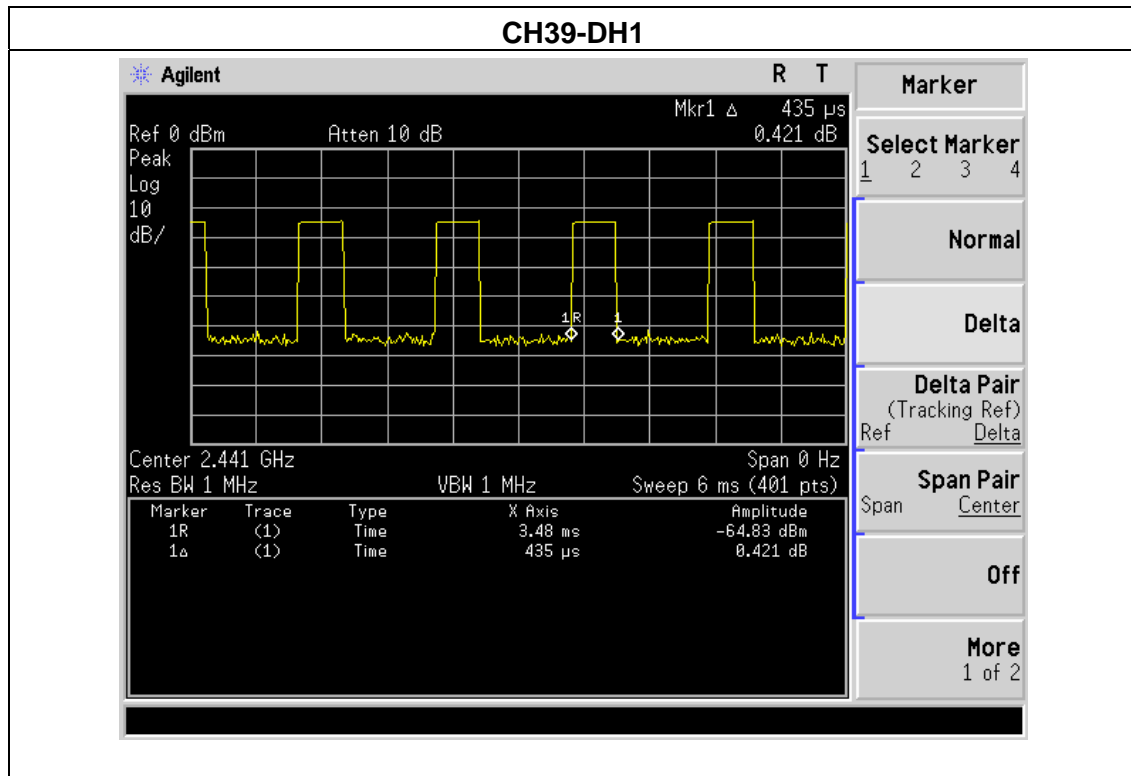 CH39-DH1
Agilent R T
Mkr1 Δ 435 µs
Ref 0 dBm Atten 10 dB 0.421 dB
Peak
Log
10
dB/
1R 1
Center 2.441 GHz Span 0 Hz
Res BW 1 MHz VBW 1 MHz Sweep 6 ms (401 pts)
Marker Trace Type X Axis Amplitude
1R (1) Time 3.48 ms -64.83 dBm
1Δ (1) Time 435 µs 0.421 dB
Marker
Select Marker
1 2 3 4
Normal
Delta
Delta Pair
(Tracking Ref)
Ref Delta
Span Pair
Span Center
Off
More
1 of 2